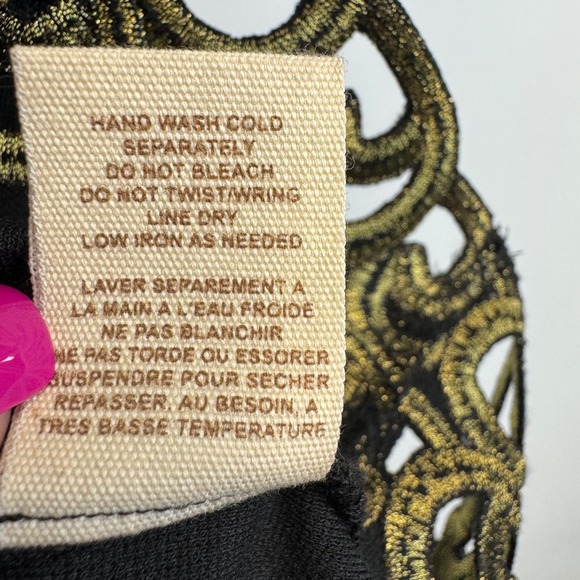 HAND WASH COLD
SEPARATELY
DO NOT BLEACH
DO NOT TWIST/WRING
LINE DRY
LOW IRON AS NEEDED
LAVER SEPAREMENT A
LA MAIN A L'EAU FROIDE
NE PAS BLANCHIR
NE PAS TORDE OU ESSORER
SUSPENDRE POUR SECHER
REPASSER, AU BESOIN, A
TRES BASSE TEMPERATURE